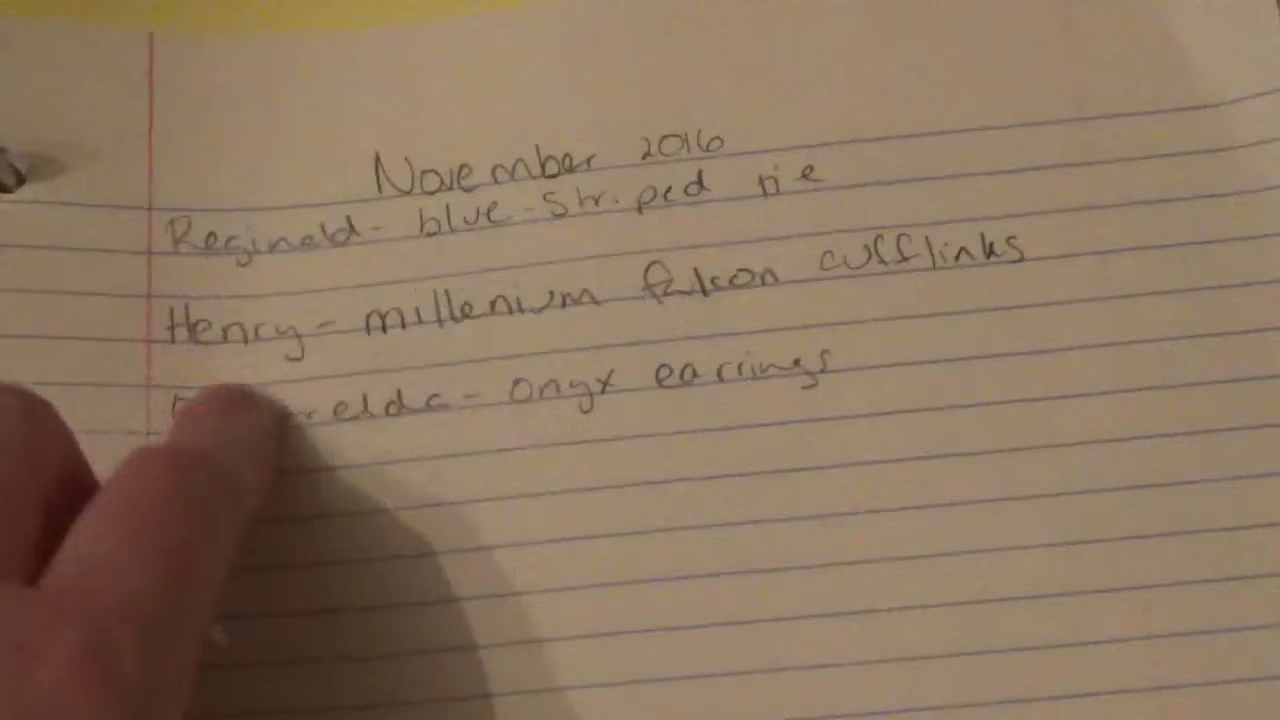 November 2016
Reginald - blue-striped tie
Henry - millenium falcon cufflinks
- onyx earrings